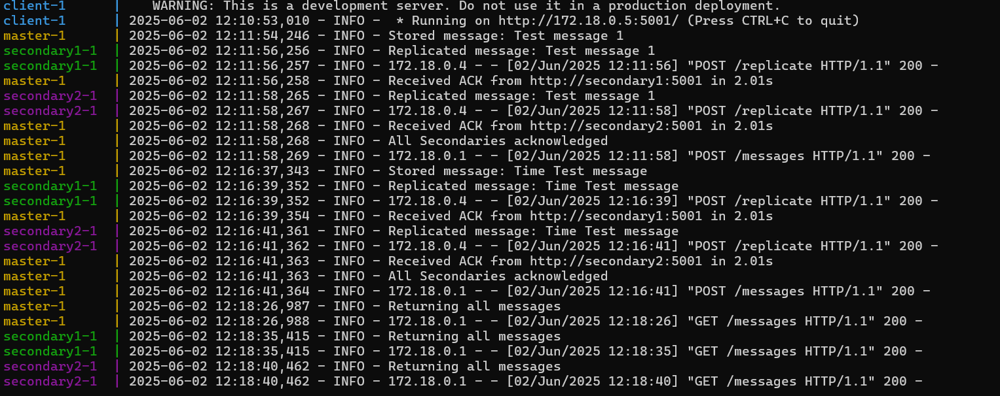 client-1       |    WARNING: This is a development server. Do not use it in a production deployment.
client-1       | 2025-06-02 12:10:53,010 - INFO -  * Running on http://172.18.0.5:5001/ (Press CTRL+C to quit)
master-1       | 2025-06-02 12:11:54,246 - INFO - Stored message: Test message 1
secondary1-1   | 2025-06-02 12:11:56,256 - INFO - Replicated message: Test message 1
secondary1-1   | 2025-06-02 12:11:56,257 - INFO - 172.18.0.4 - - [02/Jun/2025 12:11:56] "POST /replicate HTTP/1.1" 200 -
master-1       | 2025-06-02 12:11:56,258 - INFO - Received ACK from http://secondary1:5001 in 2.01s
secondary2-1   | 2025-06-02 12:11:58,265 - INFO - Replicated message: Test message 1
secondary2-1   | 2025-06-02 12:11:58,267 - INFO - 172.18.0.4 - - [02/Jun/2025 12:11:58] "POST /replicate HTTP/1.1" 200 -
master-1       | 2025-06-02 12:11:58,268 - INFO - Received ACK from http://secondary2:5001 in 2.01s
master-1       | 2025-06-02 12:11:58,268 - INFO - All Secondaries acknowledged
master-1       | 2025-06-02 12:11:58,269 - INFO - 172.18.0.1 - - [02/Jun/2025 12:11:58] "POST /messages HTTP/1.1" 200 -
master-1       | 2025-06-02 12:16:37,343 - INFO - Stored message: Time Test message
secondary1-1   | 2025-06-02 12:16:39,352 - INFO - Replicated message: Time Test message
secondary1-1   | 2025-06-02 12:16:39,352 - INFO - 172.18.0.4 - - [02/Jun/2025 12:16:39] "POST /replicate HTTP/1.1" 200 -
master-1       | 2025-06-02 12:16:39,354 - INFO - Received ACK from http://secondary1:5001 in 2.01s
secondary2-1   | 2025-06-02 12:16:41,361 - INFO - Replicated message: Time Test message
secondary2-1   | 2025-06-02 12:16:41,362 - INFO - 172.18.0.4 - - [02/Jun/2025 12:16:41] "POST /replicate HTTP/1.1" 200 -
master-1       | 2025-06-02 12:16:41,363 - INFO - Received ACK from http://secondary2:5001 in 2.01s
master-1       | 2025-06-02 12:16:41,363 - INFO - All Secondaries acknowledged
master-1       | 2025-06-02 12:16:41,364 - INFO - 172.18.0.1 - - [02/Jun/2025 12:16:41] "POST /messages HTTP/1.1" 200 -
master-1       | 2025-06-02 12:18:26,987 - INFO - Returning all messages
master-1       | 2025-06-02 12:18:26,988 - INFO - 172.18.0.1 - - [02/Jun/2025 12:18:26] "GET /messages HTTP/1.1" 200 -
secondary1-1   | 2025-06-02 12:18:35,415 - INFO - Returning all messages
secondary1-1   | 2025-06-02 12:18:35,415 - INFO - 172.18.0.1 - - [02/Jun/2025 12:18:35] "GET /messages HTTP/1.1" 200 -
secondary2-1   | 2025-06-02 12:18:40,462 - INFO - Returning all messages
secondary2-1   | 2025-06-02 12:18:40,462 - INFO - 172.18.0.1 - - [02/Jun/2025 12:18:40] "GET /messages HTTP/1.1" 200 -